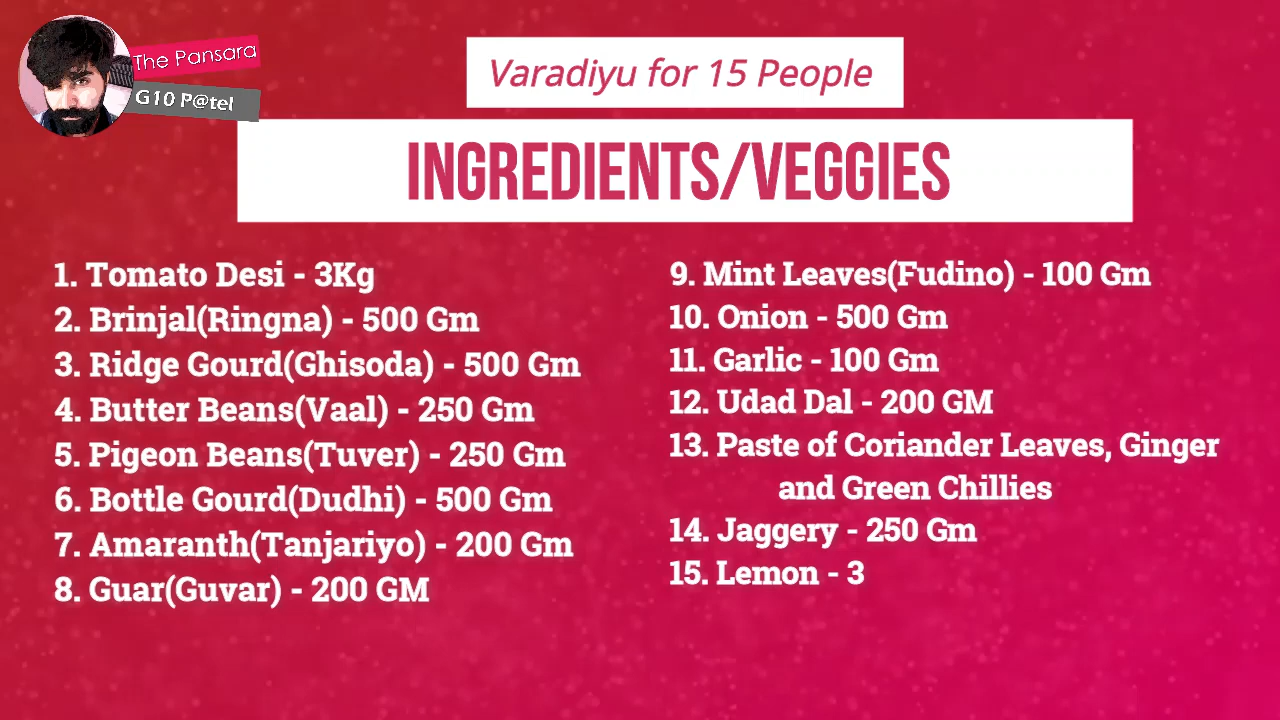 The Pansara
G10 P@tel
Varadiyu for 15 People
INGREDIENTS/VEGGIES
1. Tomato Desi - 3Kg
2. Brinjal(Ringna) - 500 Gm
3. Ridge Gourd(Ghisoda) - 500 Gm
4. Butter Beans(Vaal) - 250 Gm
5. Pigeon Beans(Tuver) - 250 Gm
6. Bottle Gourd(Dudhi) - 500 Gm
7. Amaranth(Tanjariyo) - 200 Gm
8. Guar(Guvar) - 200 GM
9. Mint Leaves(Fudino) - 100 Gm
10. Onion - 500 Gm
11. Garlic - 100 Gm
12. Udad Dal - 200 GM
13. Paste of Coriander Leaves, Ginger
and Green Chillies
14. Jaggery - 250 Gm
15. Lemon - 3